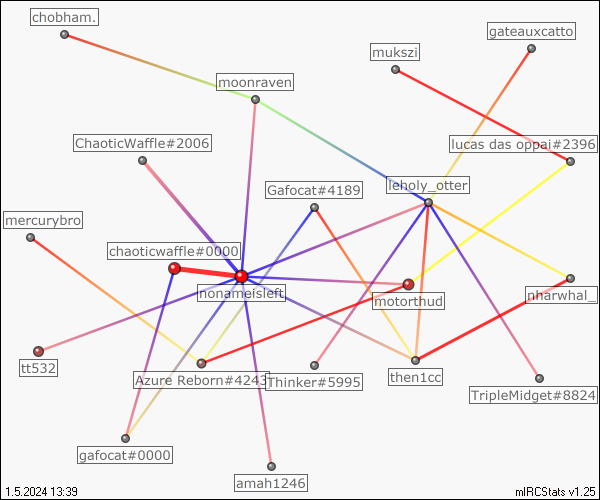 chobham.
gateauxcatto
mukszi
moonraven
ChaoticWaffle#2006
lucas das oppai#2396
Gafocat#4189
leholy_otter
mercurybro
chaoticwaffle#0000
nonameisleft
motorthud
nharwhal_
tt532
Azure Reborn#4243
Thinker#5995
then1cc
TripleMidget#8824
gafocat#0000
amah1246
1.5.2024 13:39
mIRCStats v1.25